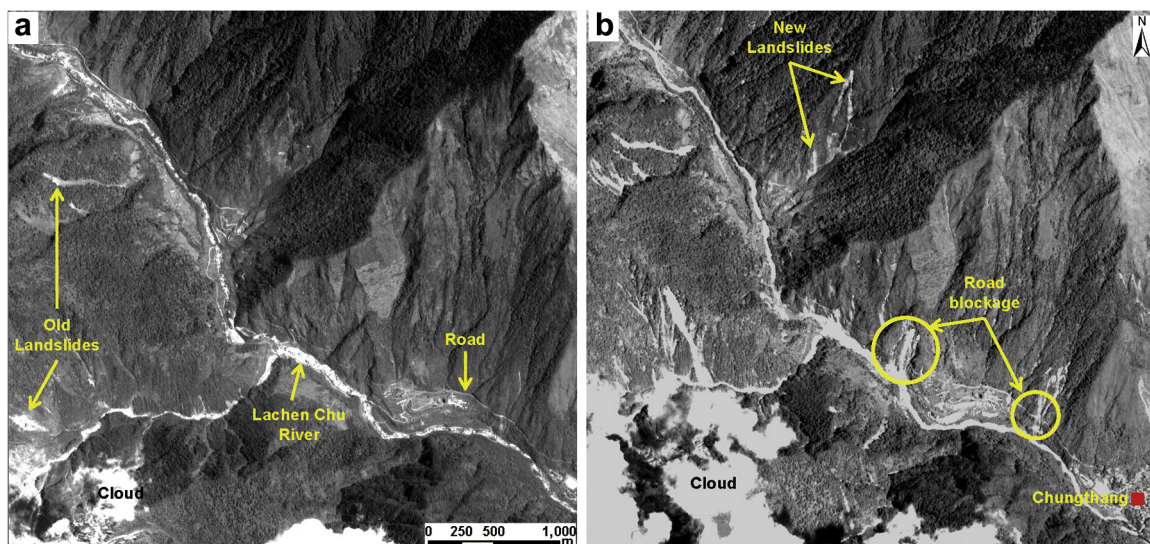 a
Old
Landslides
Lachen Chu
River
Road
Cloud
0 250 500 1,000
m
b
New
Landslides
N
Road
blockage
Cloud
Chungthang